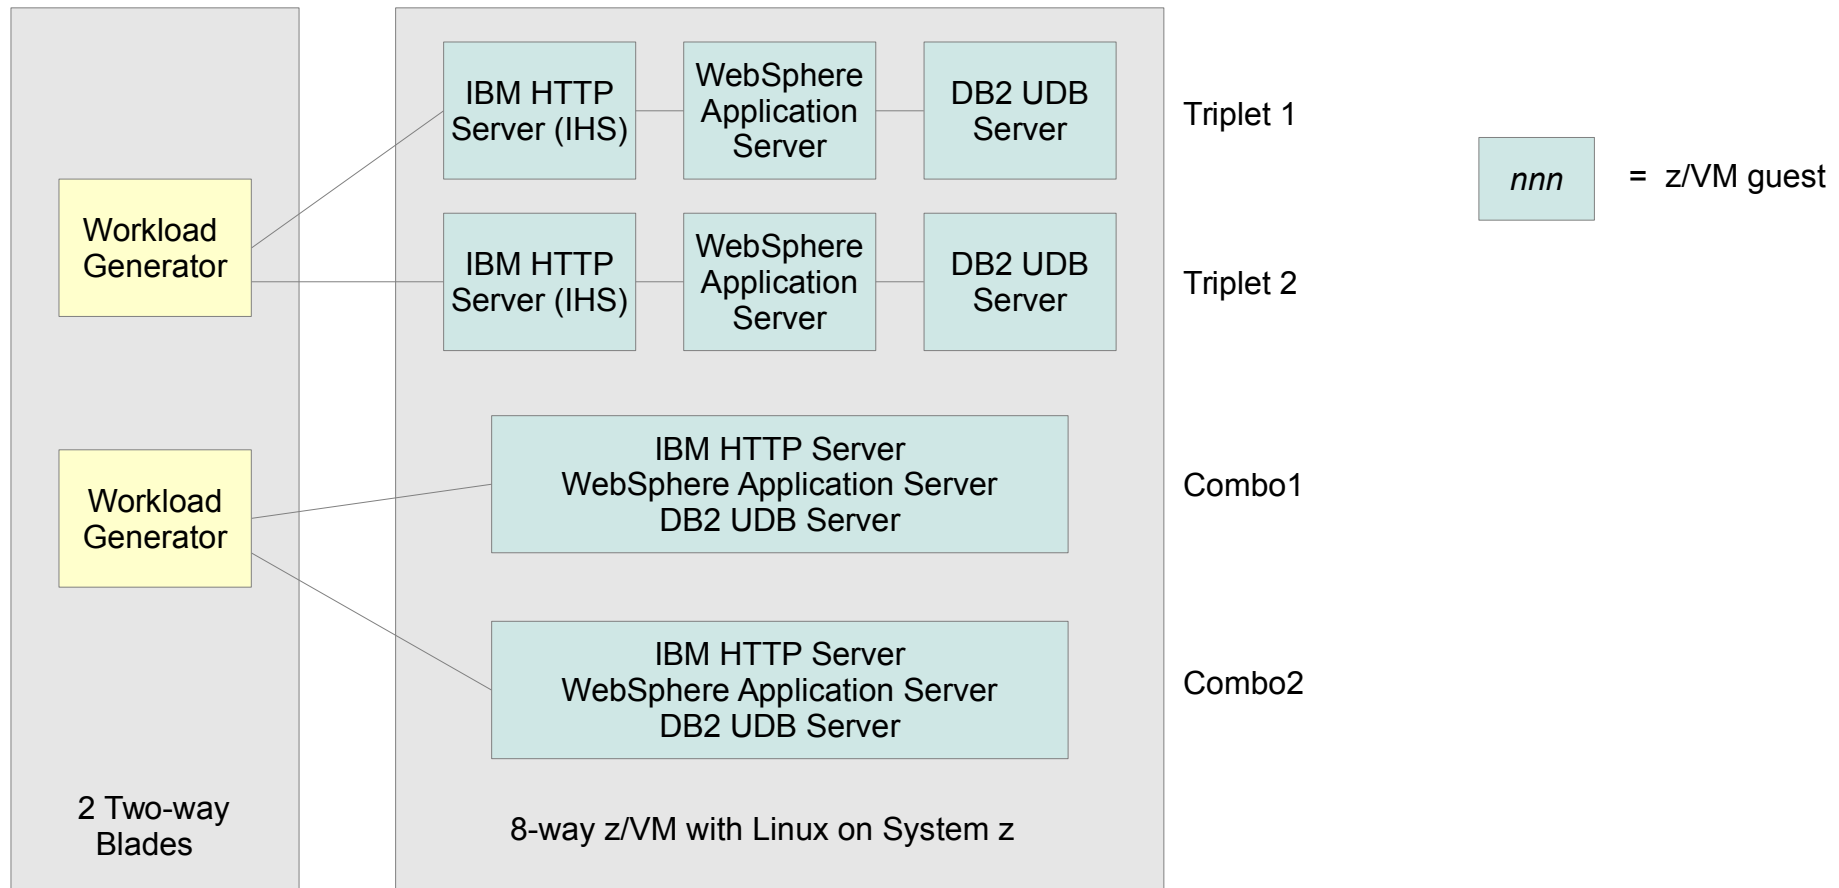 IBM HTTP
Server (IHS)
WebSphere
Application
Server
DB2 UDB
Server
Triplet 1
nnn
= z/VM guest
Workload
Generator
IBM HTTP
Server (IHS)
WebSphere
Application
Server
DB2 UDB
Server
Triplet 2
IBM HTTP Server
WebSphere Application Server
DB2 UDB Server
Combo1
Workload
Generator
IBM HTTP Server
WebSphere Application Server
DB2 UDB Server
Combo2
2 Two-way
Blades
8-way z/VM with Linux on System z